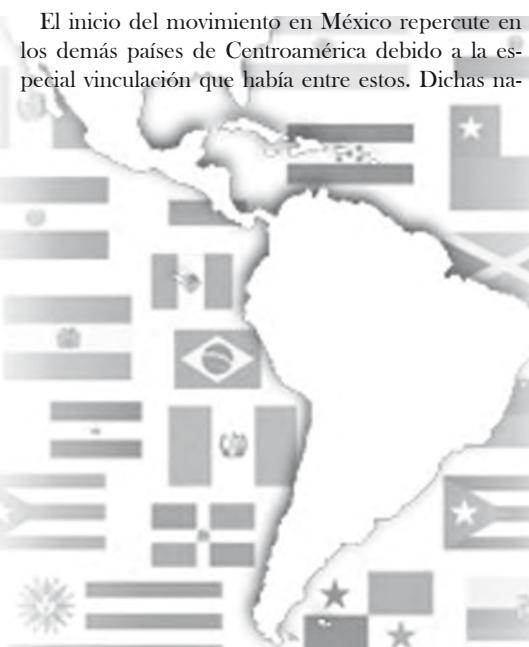 El inicio del movimiento en México repercute en
los demás países de Centroamérica debido a la es-
pecial vinculación que había entre estos. Dichas na-